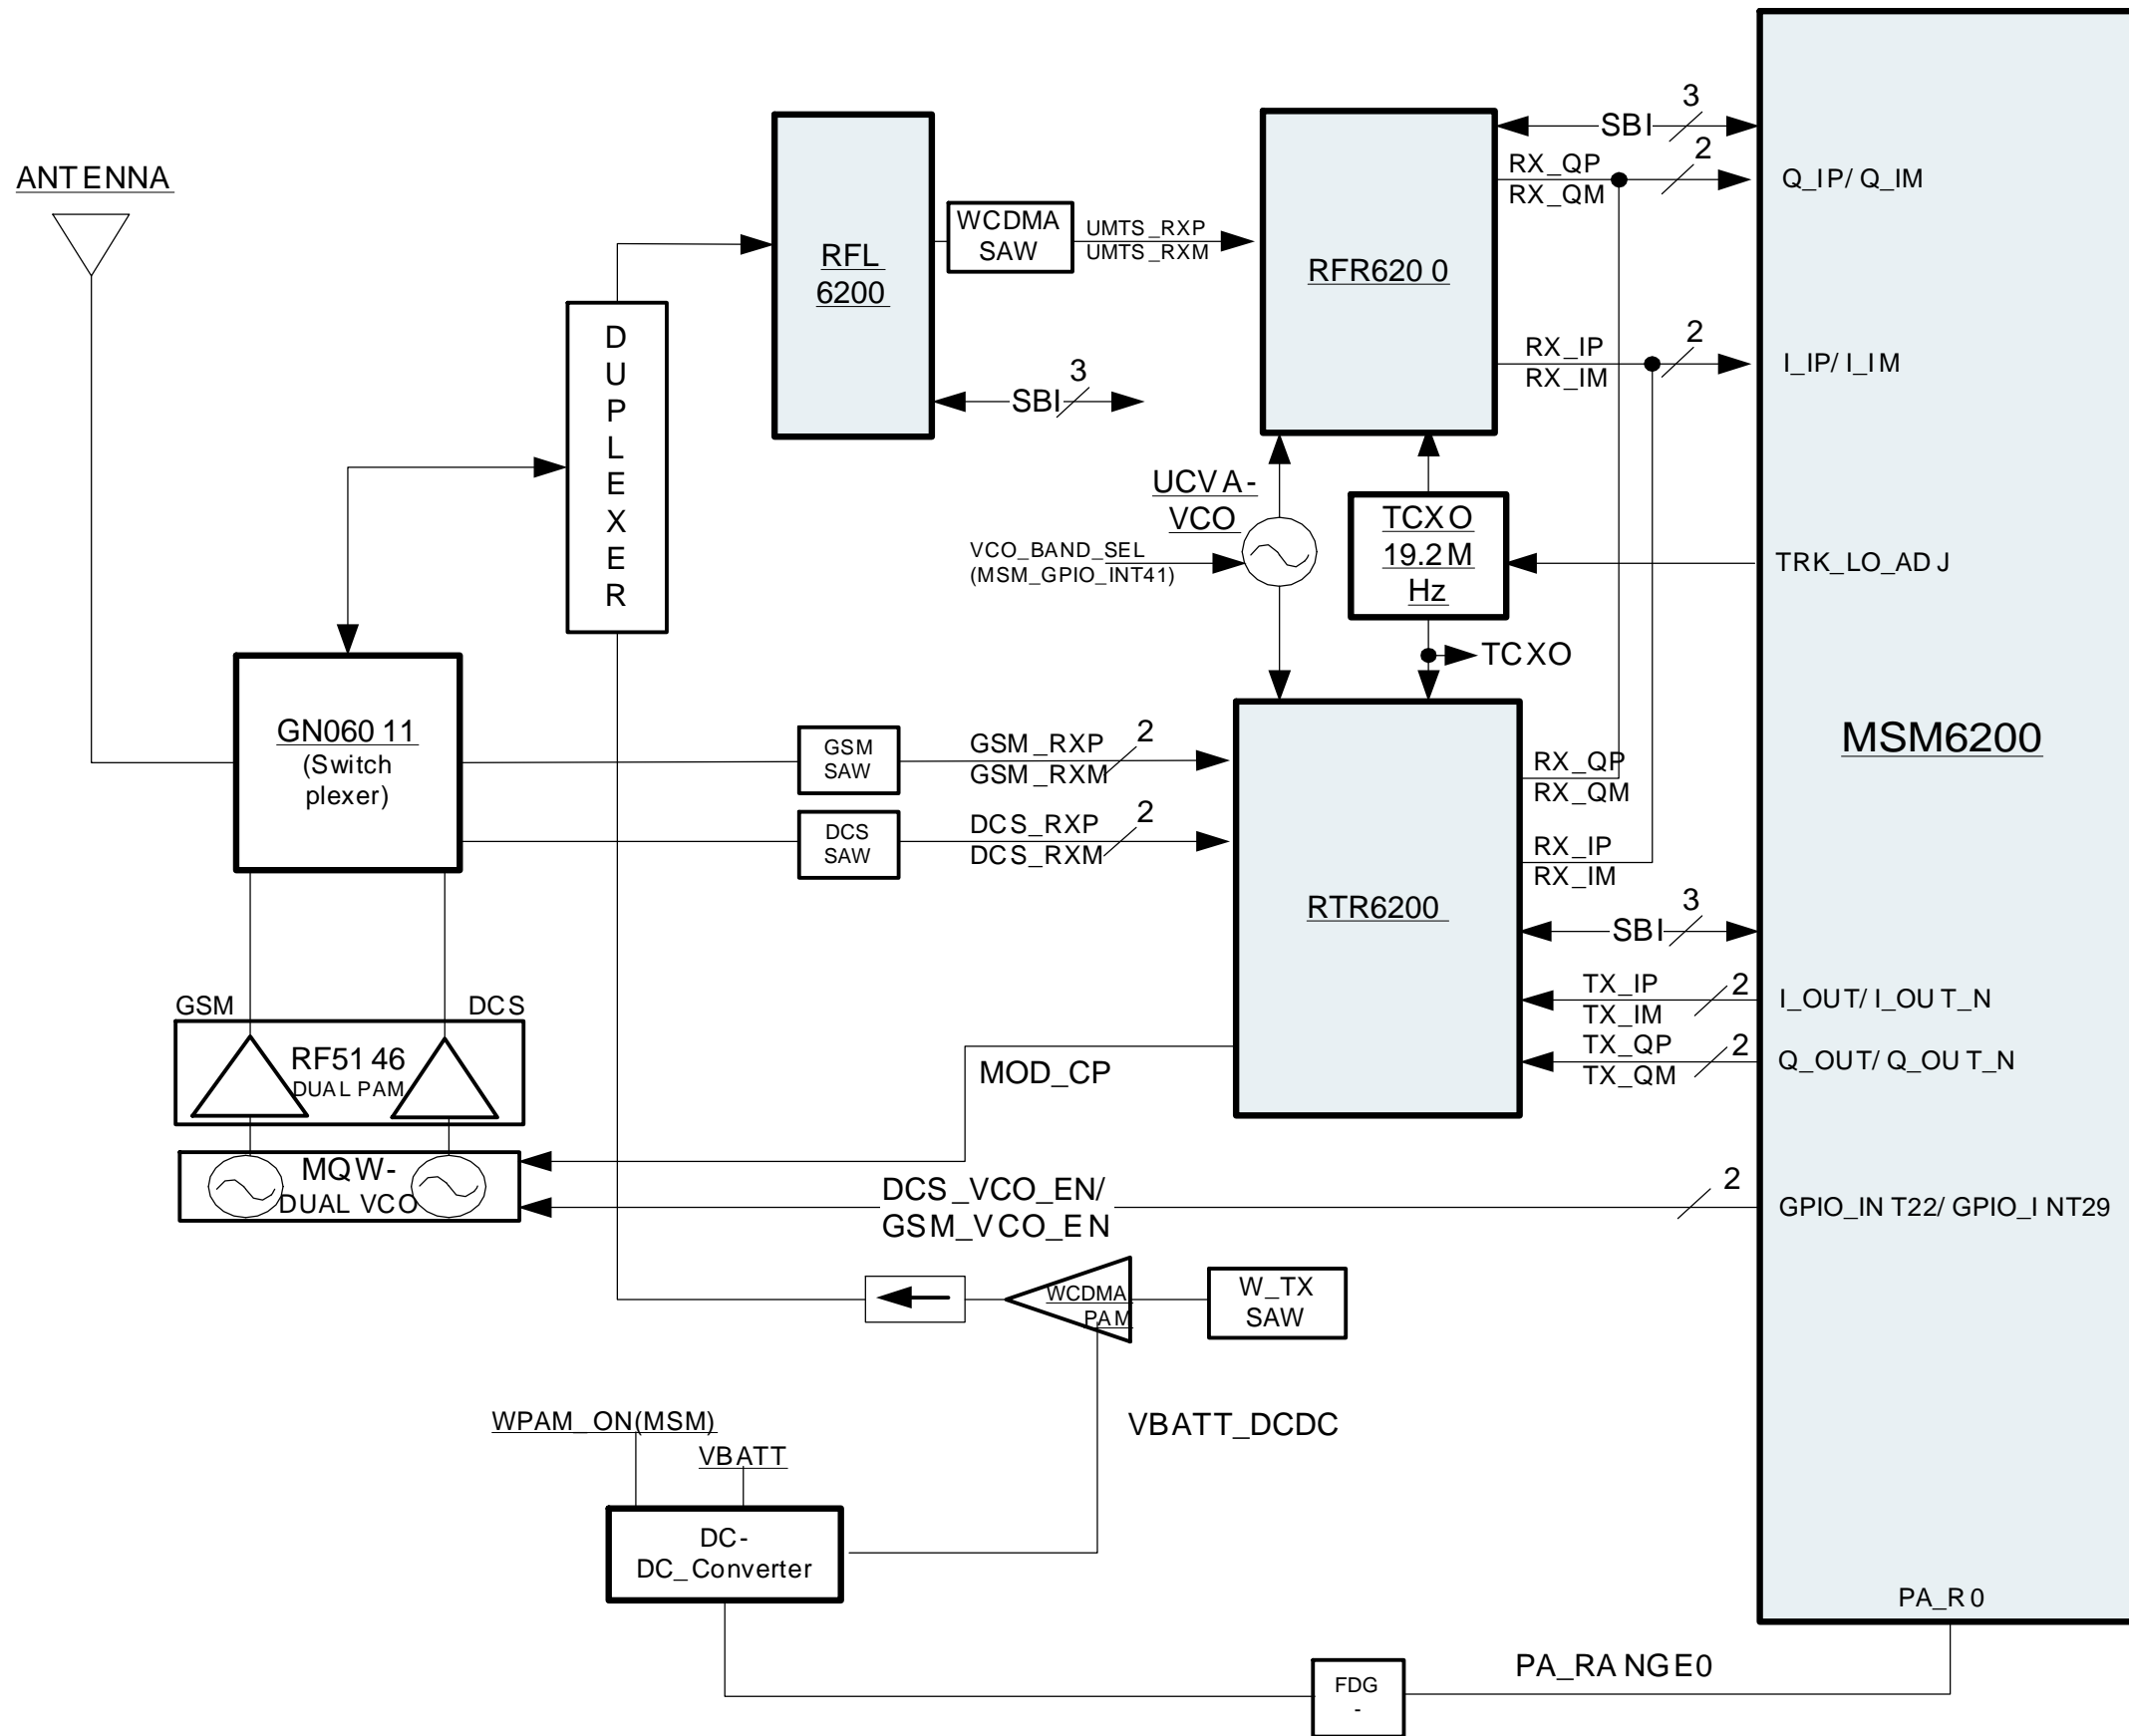 ANTENNA
DUPLEXER
RFL
6200
WCDMA
SAW
UMTS_RXP
UMTS_RXM
SBI
3
RFR6200
SBI
3
RX_QP
RX_QM
2
Q_IP/ Q_IM
RX_IP
RX_IM
2
I_IP/ I_IM
UCVA-
VCO
VCO_BAND_SEL
(MSM_GPIO_INT41)
TCXO
19.2M
Hz
TRK_LO_ADJ
TCXO
MSM6200
GN06011
(Switch
plexer)
GSM
SAW
GSM_RXP
GSM_RXM
2
DCS
SAW
DCS_RXP
DCS_RXM
2
RTR6200
RX_QP
RX_QM
RX_IP
RX_IM
SBI
3
TX_IP
TX_IM
2
I_OUT/ I_OUT_N
TX_QP
TX_QM
2
Q_OUT/ Q_OUT_N
GSM
DCS
RF5146
DUAL PAM
MOD_CP
MQW-
DUAL VCO
DCS_VCO_EN/
GSM_VCO_EN
2
GPIO_INT22/ GPIO_INT29
WCDMA
PAM
W_TX
SAW
WPAM_ON(MSM)
VBATT
VBATT_DCDC
DC-
DC_Converter
PA_R0
FDG
-
PA_RANGE0